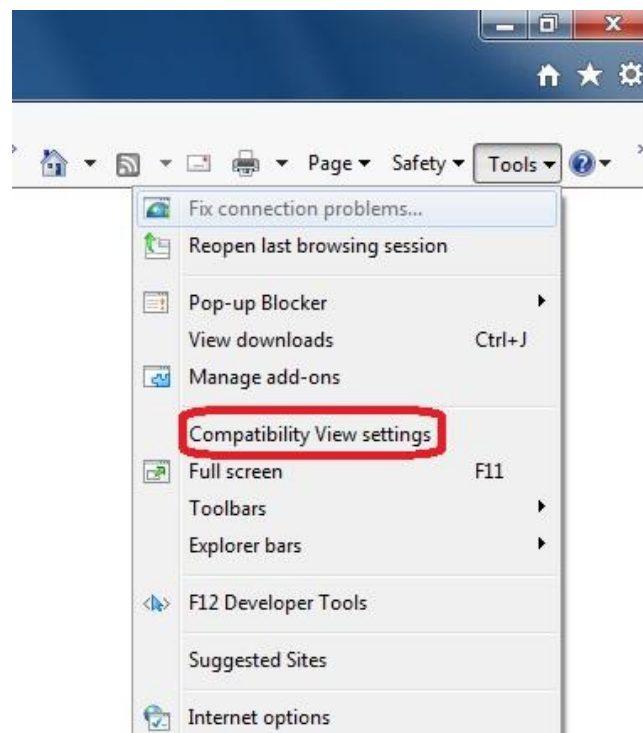 Page Safety Tools
Fix connection problems...
Reopen last browsing session
Pop-up Blocker
View downloads Ctrl+J
Manage add-ons
Compatibility View settings
Full screen F11
Toolbars
Explorer bars
F12 Developer Tools
Suggested Sites
Internet options